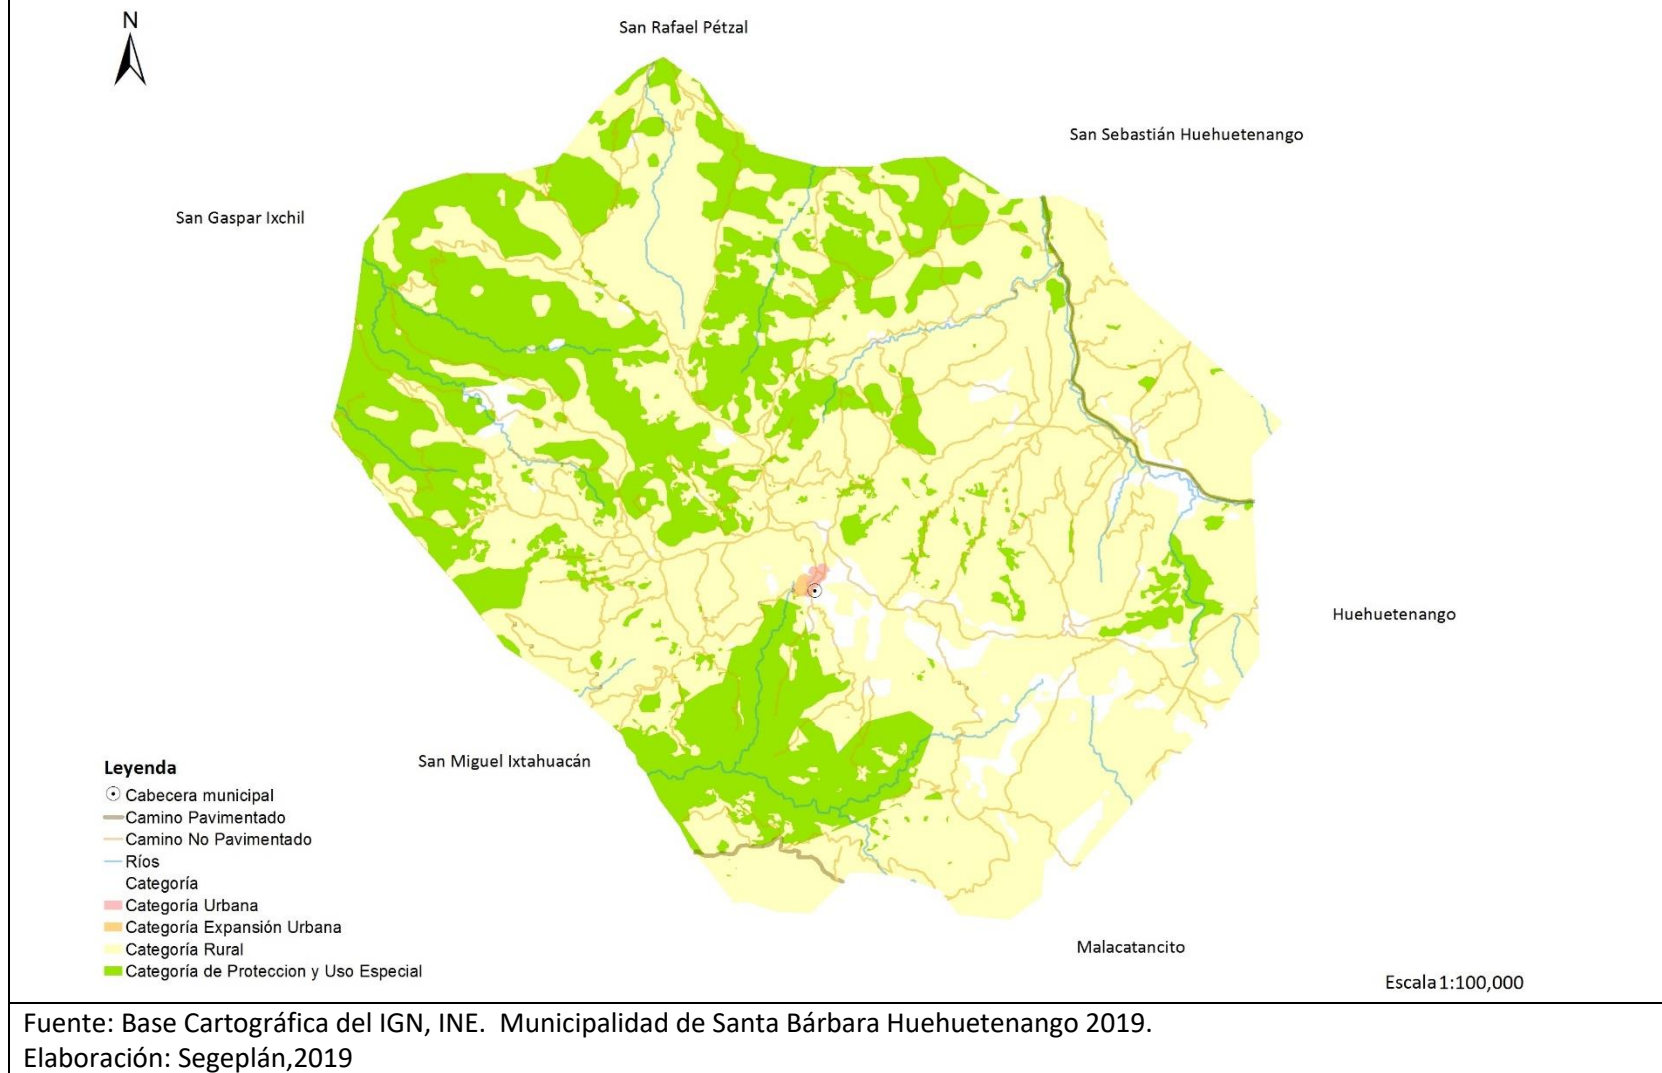 N
San Rafael Pétzal
San Sebastián Huehuetenango
San Gaspar Ixchil
Huehuetenango
San Miguel Ixtahuacán
Leyenda
Cabecera municipal
Camino Pavimentado
Camino No Pavimentado
Ríos
Categoría
Categoría Urbana
Categoría Expansión Urbana
Categoría Rural
Categoría de Proteccion y Uso Especial
Malacatancito
Escala 1:100,000
Fuente: Base Cartográfica del IGN, INE.  Municipalidad de Santa Bárbara Huehuetenango 2019.
Elaboración: Segeplán,2019